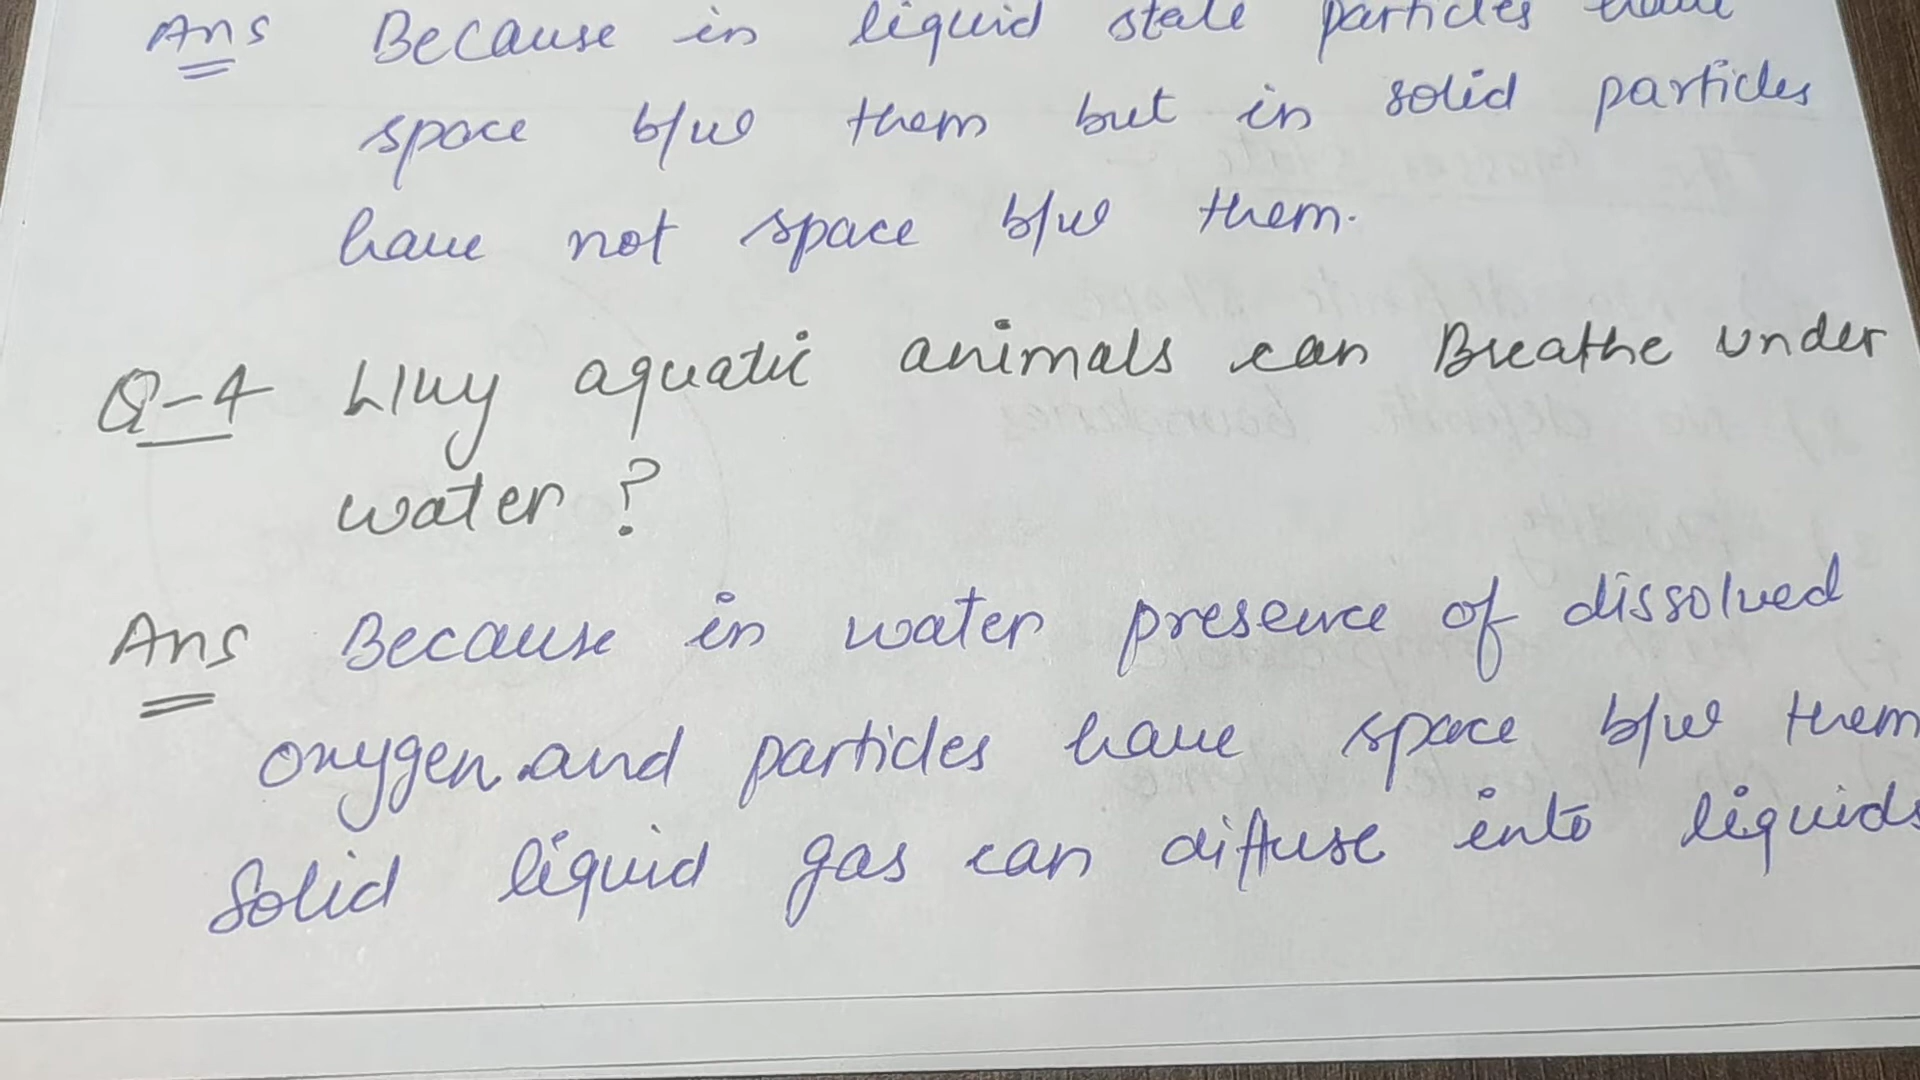 Ans Because in liquid state particles have
space b/w them but in solid particles
have not space b/w them.
Q-4 Why aquatic animals can Breathe under
water ?
Ans Because in water presence of dissolved
oxygen and particles have space b/w them
Solid liquid gas can diffuse into liquids